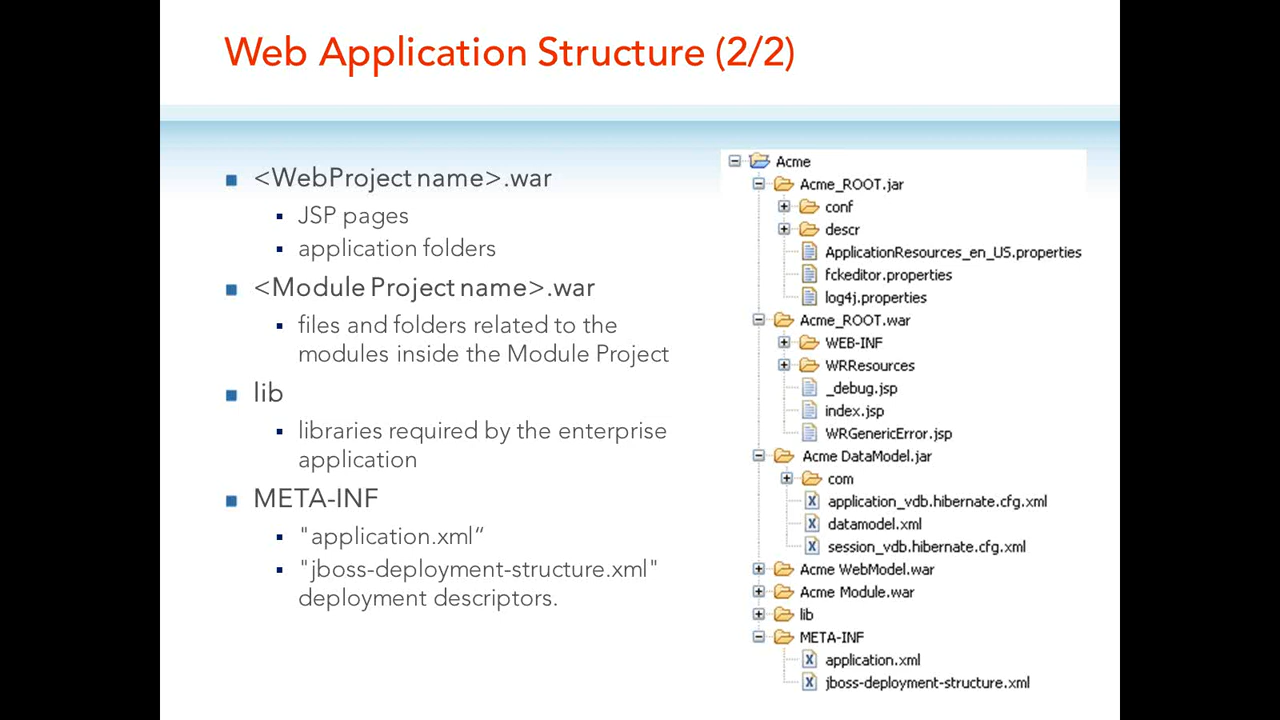 Web Application Structure (2/2)
<WebProject name>.war
JSP pages
application folders
<Module Project name>.war
files and folders related to the
modules inside the Module Project
lib
libraries required by the enterprise
application
META-INF
"application.xml“
"jboss-deployment-structure.xml"
deployment descriptors.
Acme
Acme_ROOT.jar
conf
descr
ApplicationResources_en_US.properties
fckeditor.properties
log4j.properties
Acme_ROOT.war
WEB-INF
WRResources
_debug.jsp
index.jsp
WRGenericError.jsp
Acme DataModel.jar
com
application_vdb.hibernate.cfg.xml
datamodel.xml
session_vdb.hibernate.cfg.xml
Acme WebModel.war
Acme Module.war
lib
META-INF
application.xml
jboss-deployment-structure.xml